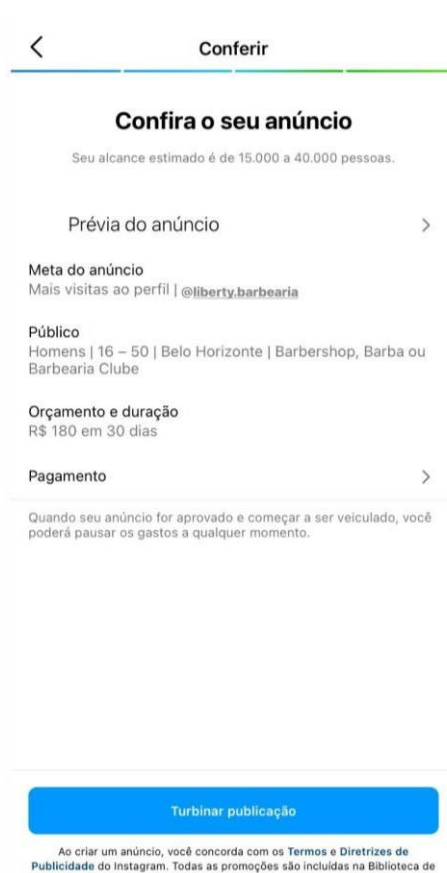 Conferir
Confira o seu anúncio
Seu alcance estimado é de 15.000 a 40.000 pessoas.
Prévia do anúncio
Meta do anúncio
Mais visitas ao perfil | @liberty.barbearia
Público
Homens | 16 – 50 | Belo Horizonte | Barbershop, Barba ou
Barbearia Clube
Orçamento e duração
R$ 180 em 30 dias
Pagamento
Quando seu anúncio for aprovado e começar a ser veiculado, você
poderá pausar os gastos a qualquer momento.
Turbinar publicação
Ao criar um anúncio, você concorda com os Termos e Diretrizes de
Publicidade do Instagram. Todas as promoções são incluídas na Biblioteca de